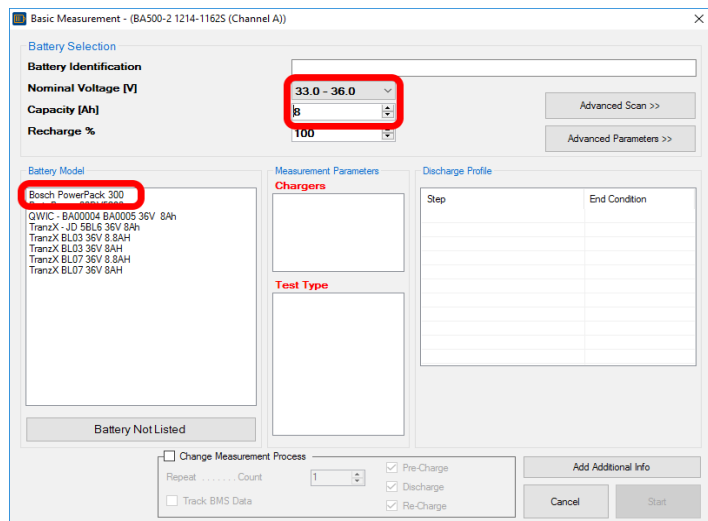 Basic Measurement - (BA500-2 1214-1162S (Channel A))
Battery Selection
Battery Identification
Nominal Voltage [V]
33.0 - 36.0
Capacity [Ah]
8
Advanced Scan >>
Recharge %
100
Advanced Parameters >>
Battery Model
Measurement Parameters
Discharge Profile
Chargers
Step
End Condition
Bosch PowerPack 300
QWIC - BA00004 BA0005 36V 8Ah
TranzX - JD 5BL6 36V 8Ah
TranzX BL03 36V 8.8AH
TranzX BL03 36V 8AH
TranzX BL07 36V 8.8AH
TranzX BL07 36V 8AH
Test Type
Battery Not Listed
Change Measurement Process
Repeat . . . . . . . Count
1
Pre-Charge
Discharge
Re-Charge
Track BMS Data
Add Additional Info
Cancel
Start